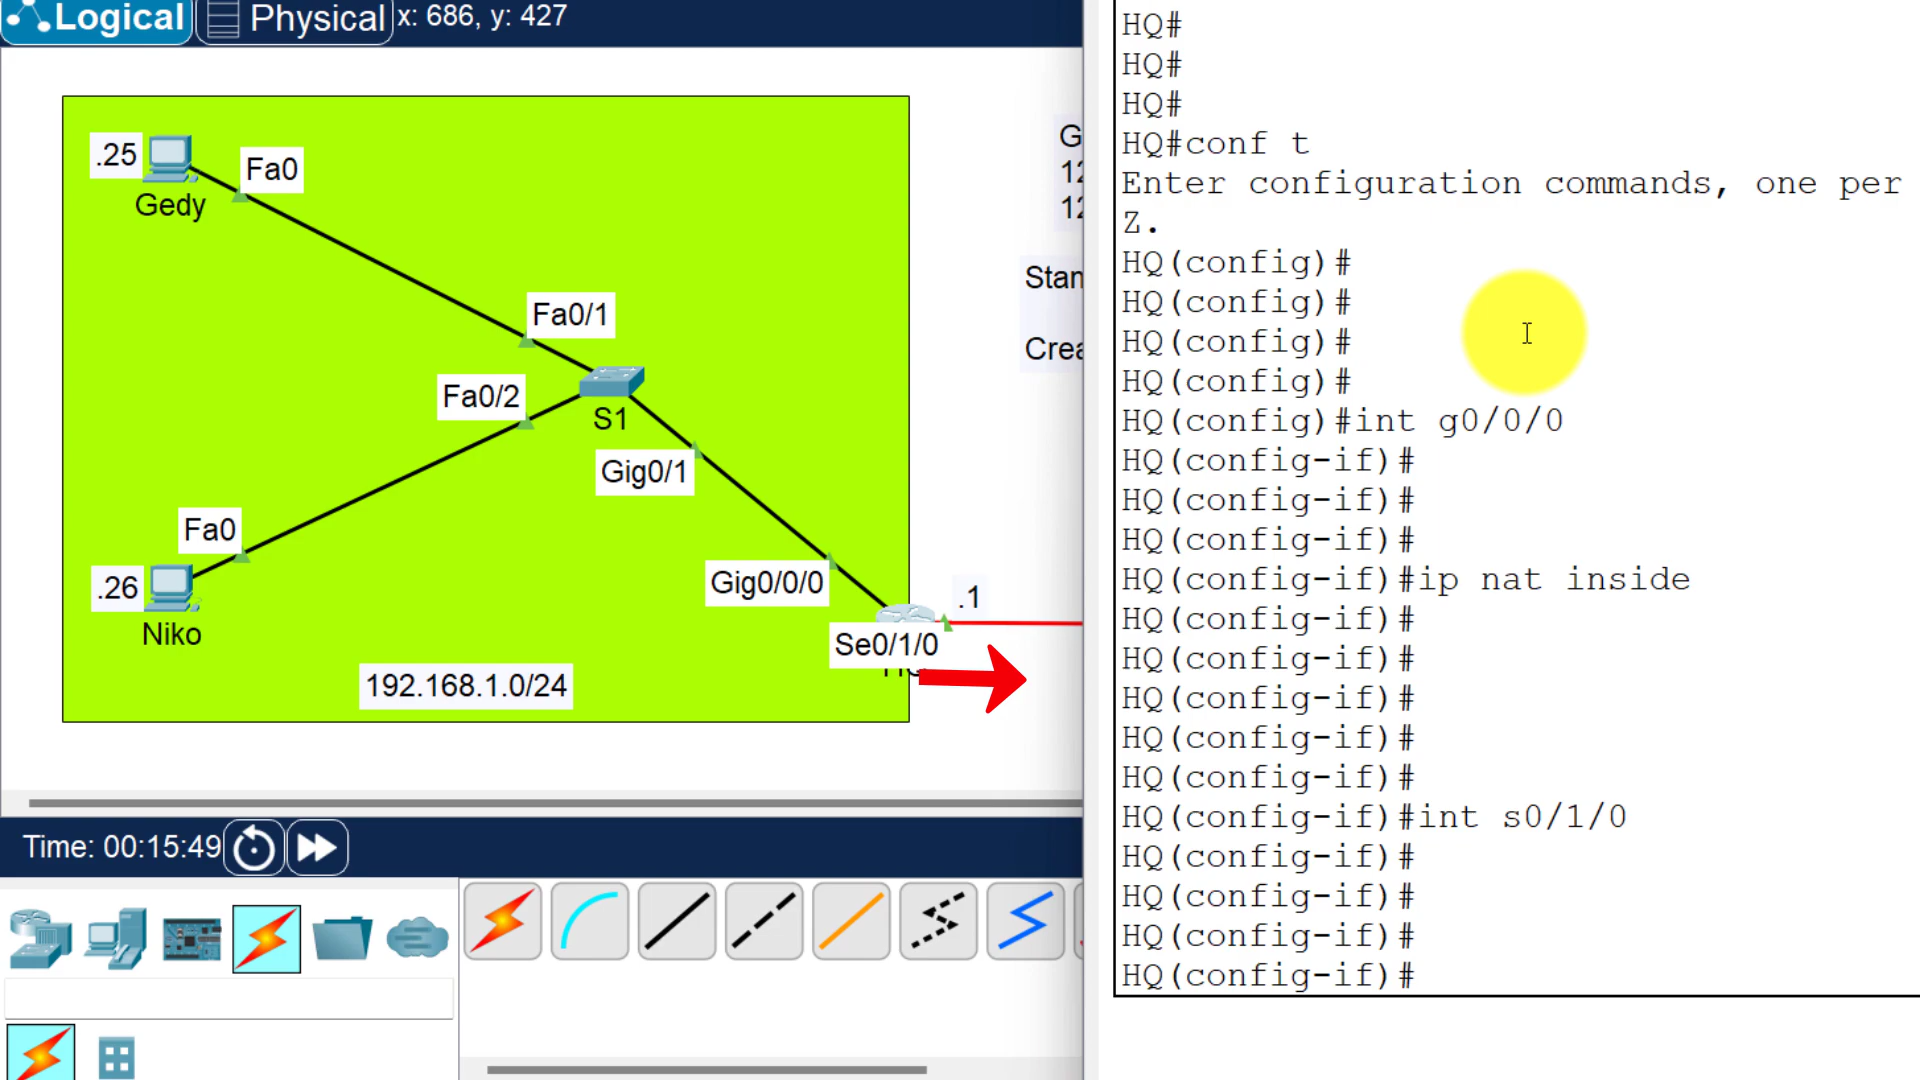 Logical
Physical
x: 686, y: 427
.25
Fa0
Gedy
Fa0/1
Fa0/2
S1
Gig0/1
Fa0
.26
Niko
Gig0/0/0
.1
Se0/1/0
192.168.1.0/24
Time: 00:15:49
HQ#
HQ#
HQ#
HQ#conf t
Enter configuration commands, one per
Z.
HQ(config)#
HQ(config)#
HQ(config)#
HQ(config)#
HQ(config)#int g0/0/0
HQ(config-if)#
HQ(config-if)#
HQ(config-if)#
HQ(config-if)#ip nat inside
HQ(config-if)#
HQ(config-if)#
HQ(config-if)#
HQ(config-if)#
HQ(config-if)#
HQ(config-if)#int s0/1/0
HQ(config-if)#
HQ(config-if)#
HQ(config-if)#
HQ(config-if)#